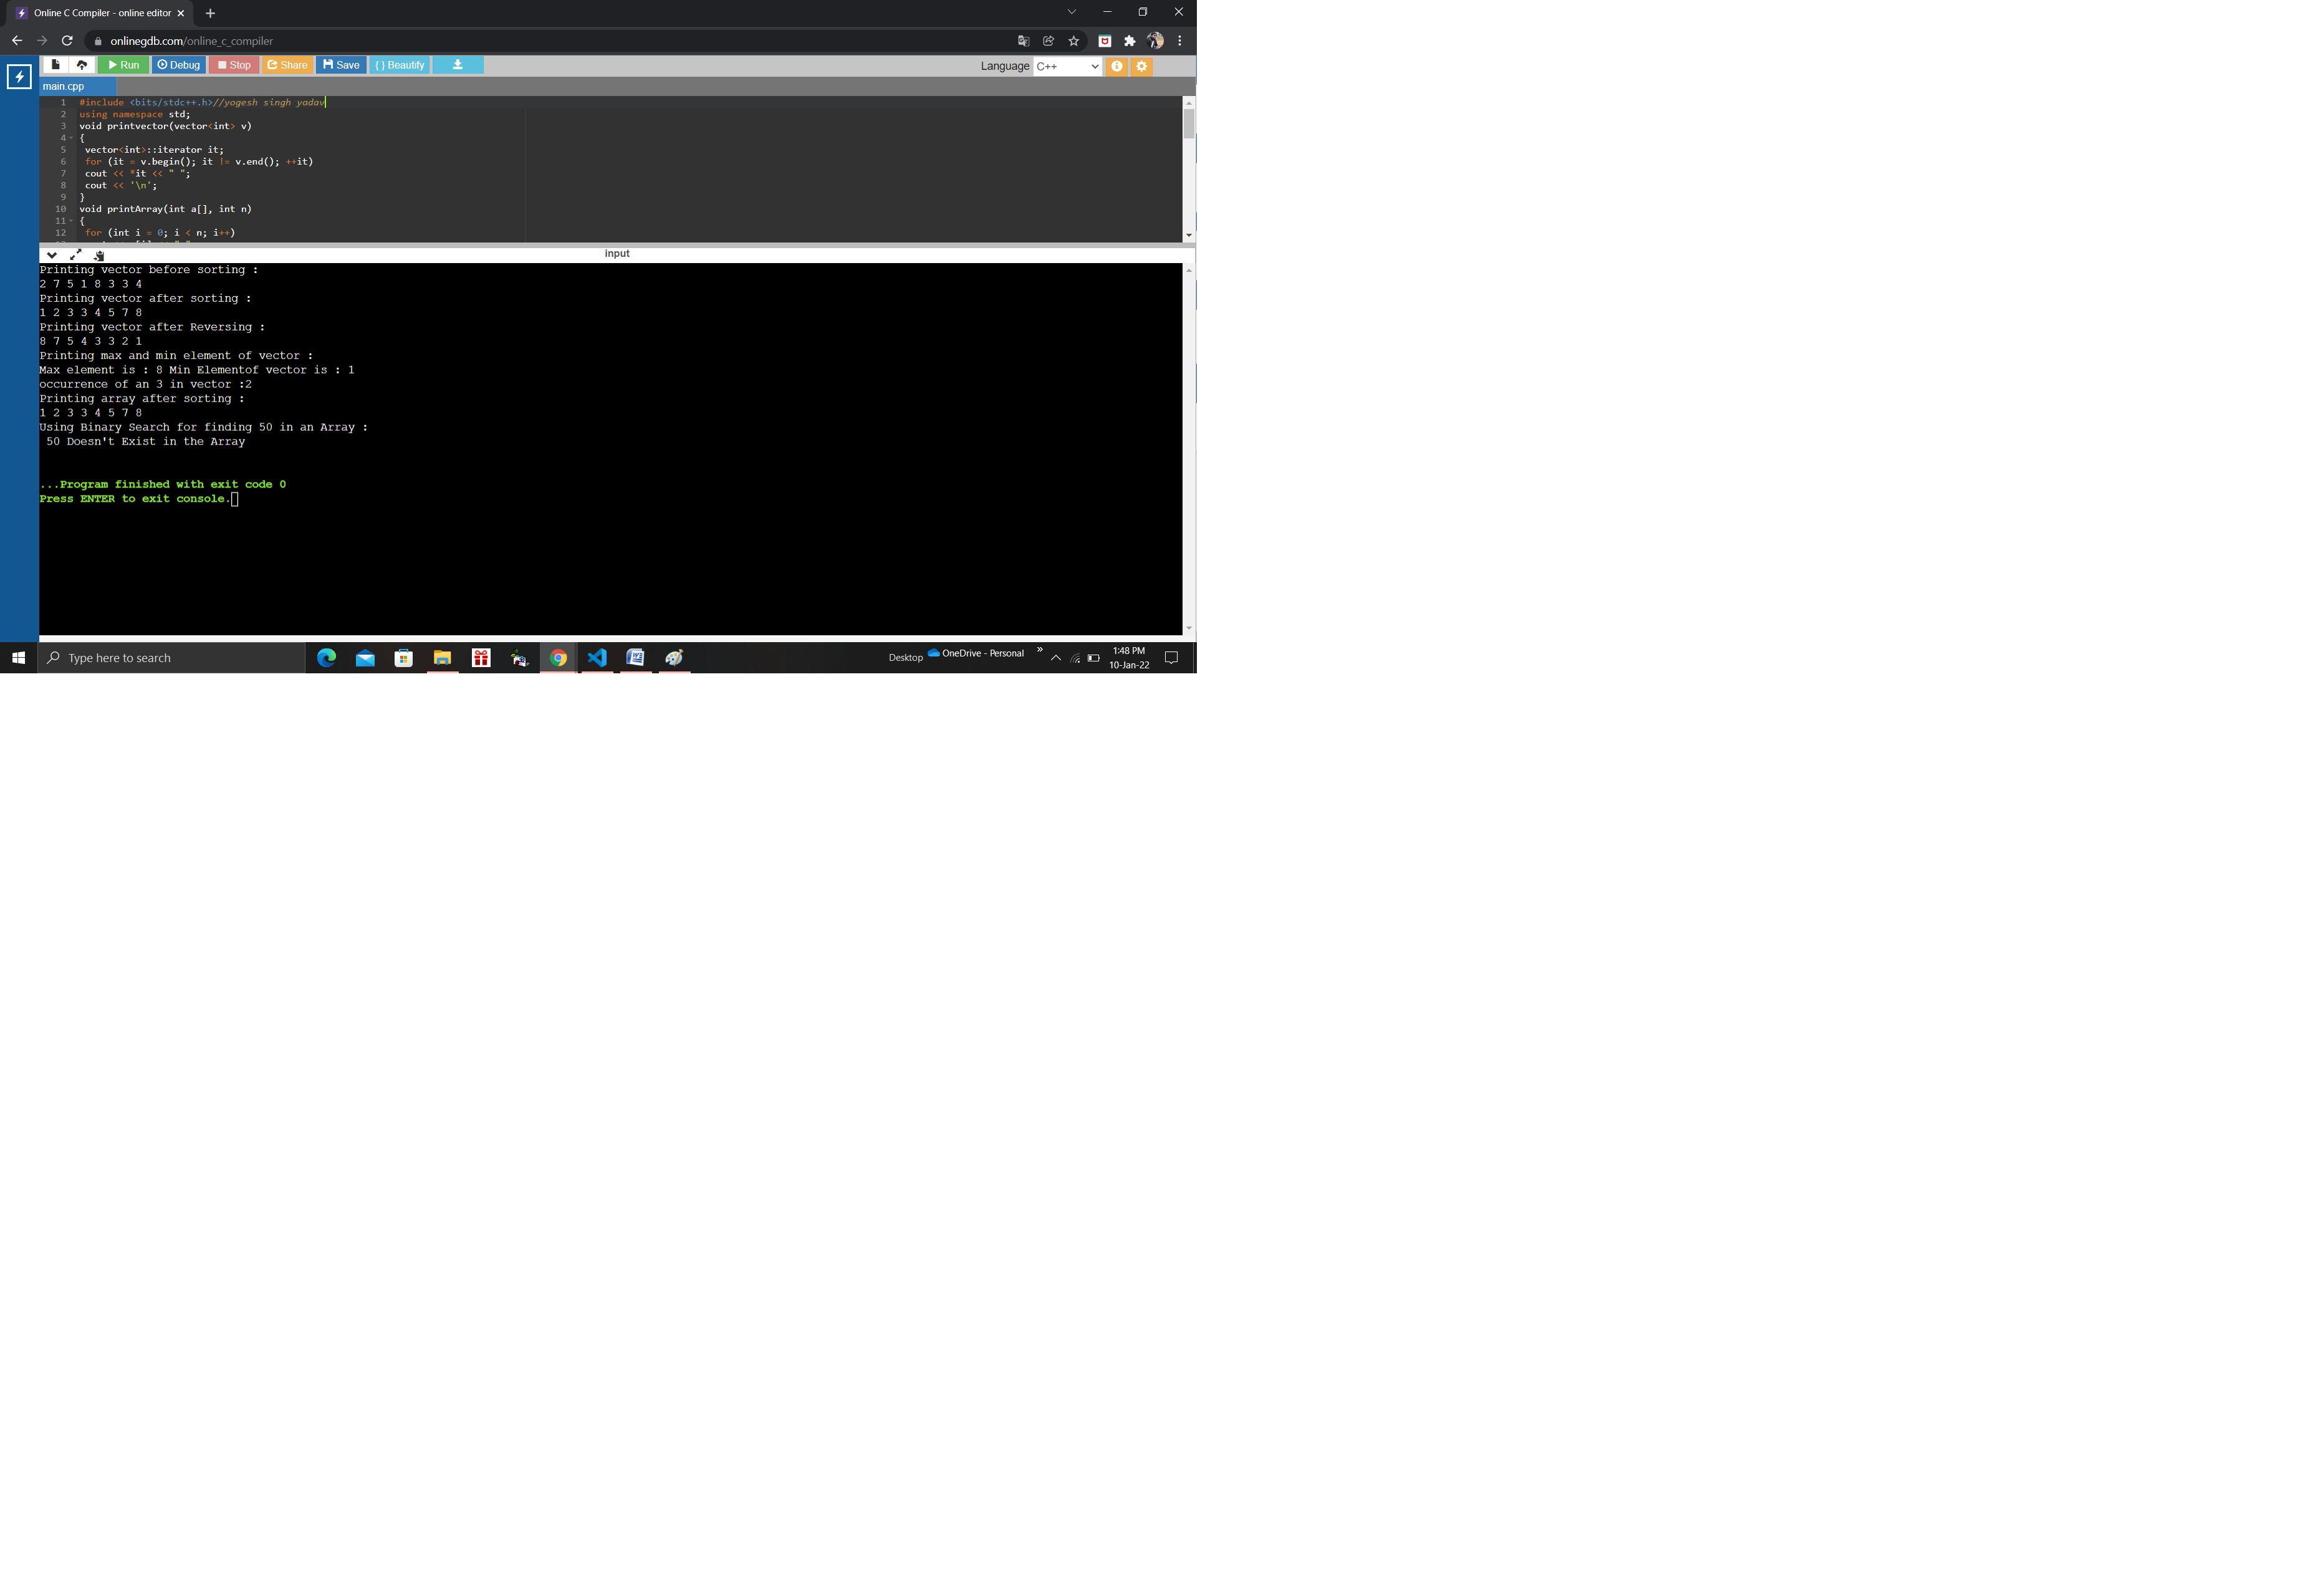 Online C Compiler - online editor
onlinegdb.com/online_c_compiler
Run Debug Stop Share Save { } Beautify
Language C++
main.cpp
1 #include <bits/stdc++.h>//yogesh singh yadav
2 using namespace std;
3 void printvector(vector<int> v)
4 {
5 vector<int>::iterator it;
6 for (it = v.begin(); it != v.end(); ++it)
7 cout << *it << " ";
8 cout << '\n';
9 }
10 void printArray(int a[], int n)
11 {
12 for (int i = 0; i < n; i++)
input
Printing vector before sorting :
2 7 5 1 8 3 3 4
Printing vector after sorting :
1 2 3 3 4 5 7 8
Printing vector after Reversing :
8 7 5 4 3 3 2 1
Printing max and min element of vector :
Max element is : 8 Min Elementof vector is : 1
occurrence of an 3 in vector :2
Printing array after sorting :
1 2 3 3 4 5 7 8
Using Binary Search for finding 50 in an Array :
50 Doesn't Exist in the Array
...Program finished with exit code 0
Press ENTER to exit console.
Type here to search
Desktop
OneDrive - Personal
1:48 PM
10-Jan-22